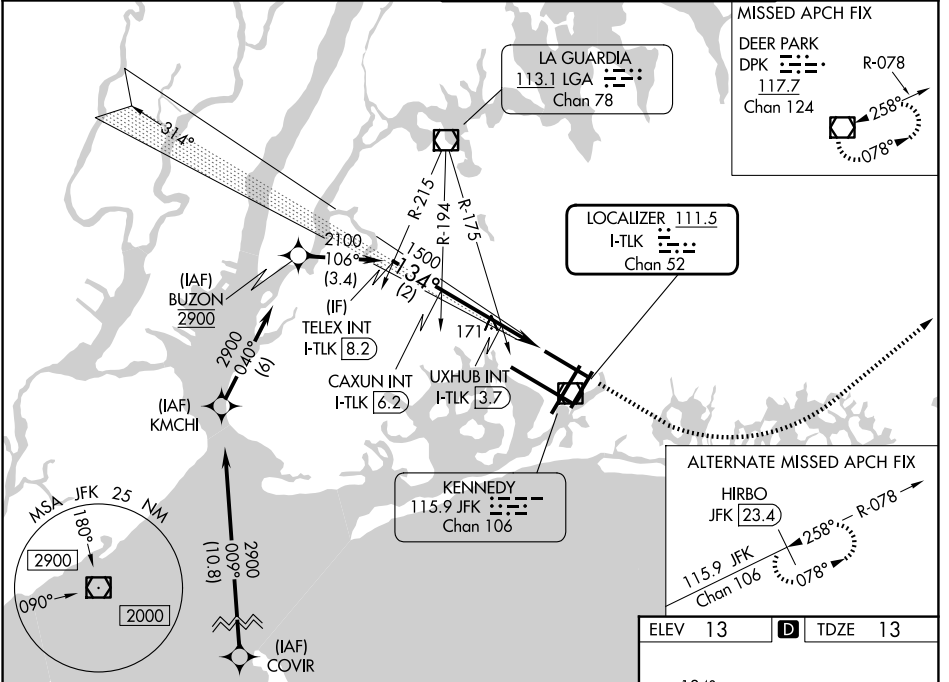 MISSED APCH FIX
DEER PARK
DPK
117.7
Chan 124
R-078
258°
078°
LA GUARDIA
113.1 LGA
Chan 78
314°
R-215
R-194
R-175
LOCALIZER 111.5
I-TLK
Chan 52
2100
106°
(3.4)
1500
134°
(2)
(IAF)
BUZON
2900
(IF)
TELEX INT
I-TLK 8.2
171
2900
040°
(6)
CAXUN INT
I-TLK 6.2
UXHUB INT
I-TLK 3.7
(IAF)
KMCHI
KENNEDY
115.9 JFK
Chan 106
ALTERNATE MISSED APCH FIX
HIRBO
JFK 23.4
R-078
258°
078°
115.9 JFK
Chan 106
MSA JFK 25 NM
180°
2900
090°
2000
2900
009°
(10.8)
(IAF)
COVIR
ELEV 13 D TDZE 13